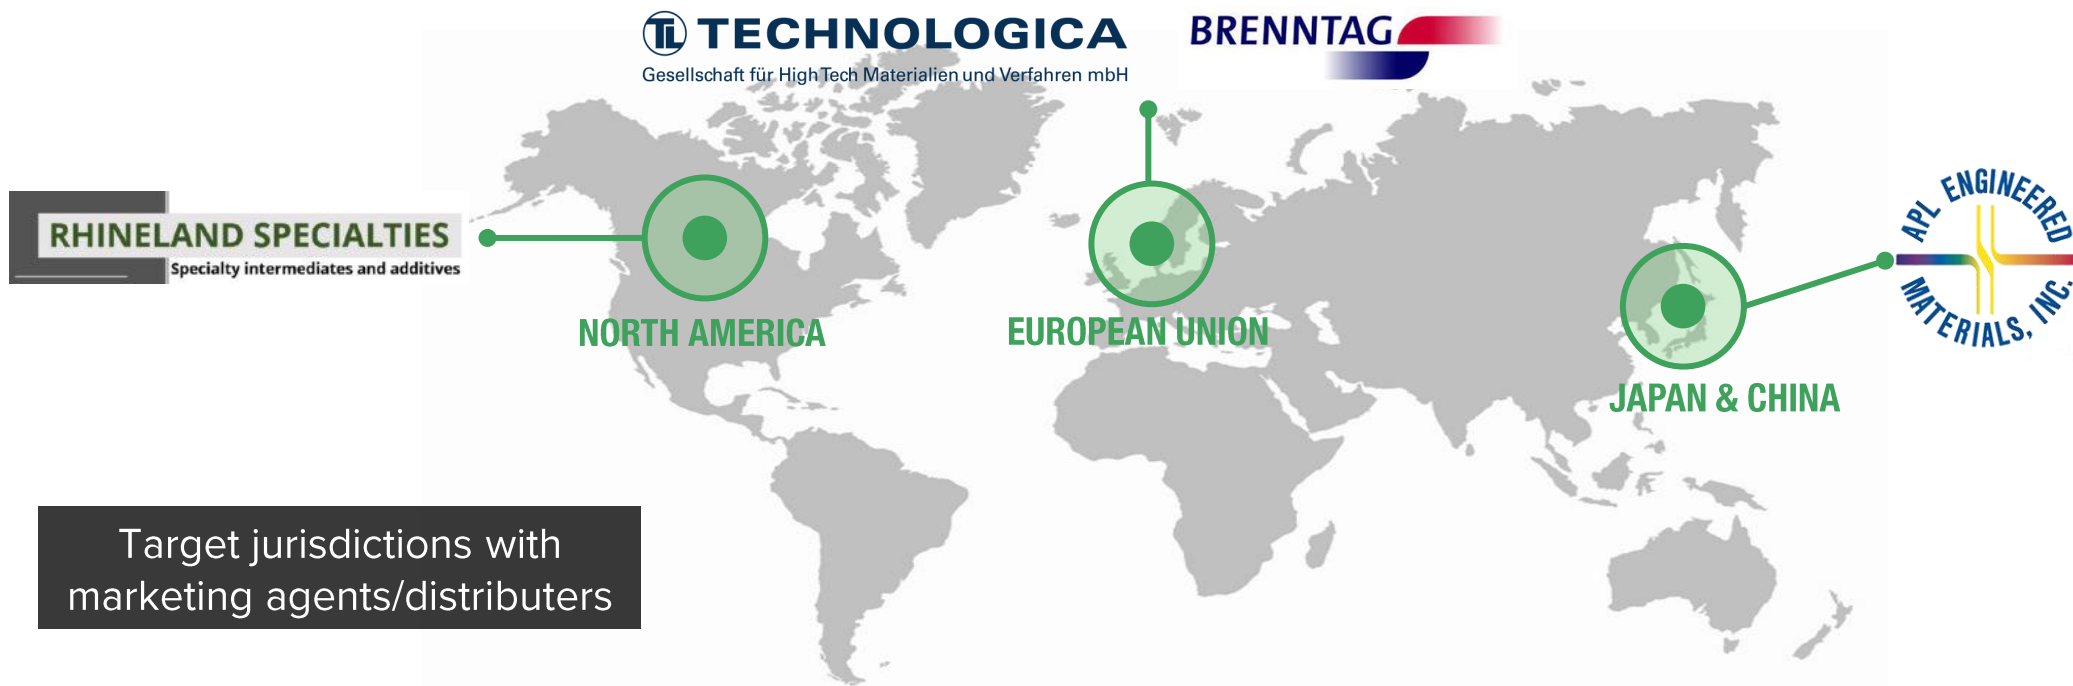 TL TECHNOLOGICA
Gesellschaft für High Tech Materialien und Verfahren mbH
BRENNTAG
RHINELAND SPECIALTIES
Specialty intermediates and additives
APL ENGINEERED
MATERIALS, INC.
NORTH AMERICA
EUROPEAN UNION
JAPAN & CHINA
Target jurisdictions with
marketing agents/distributers